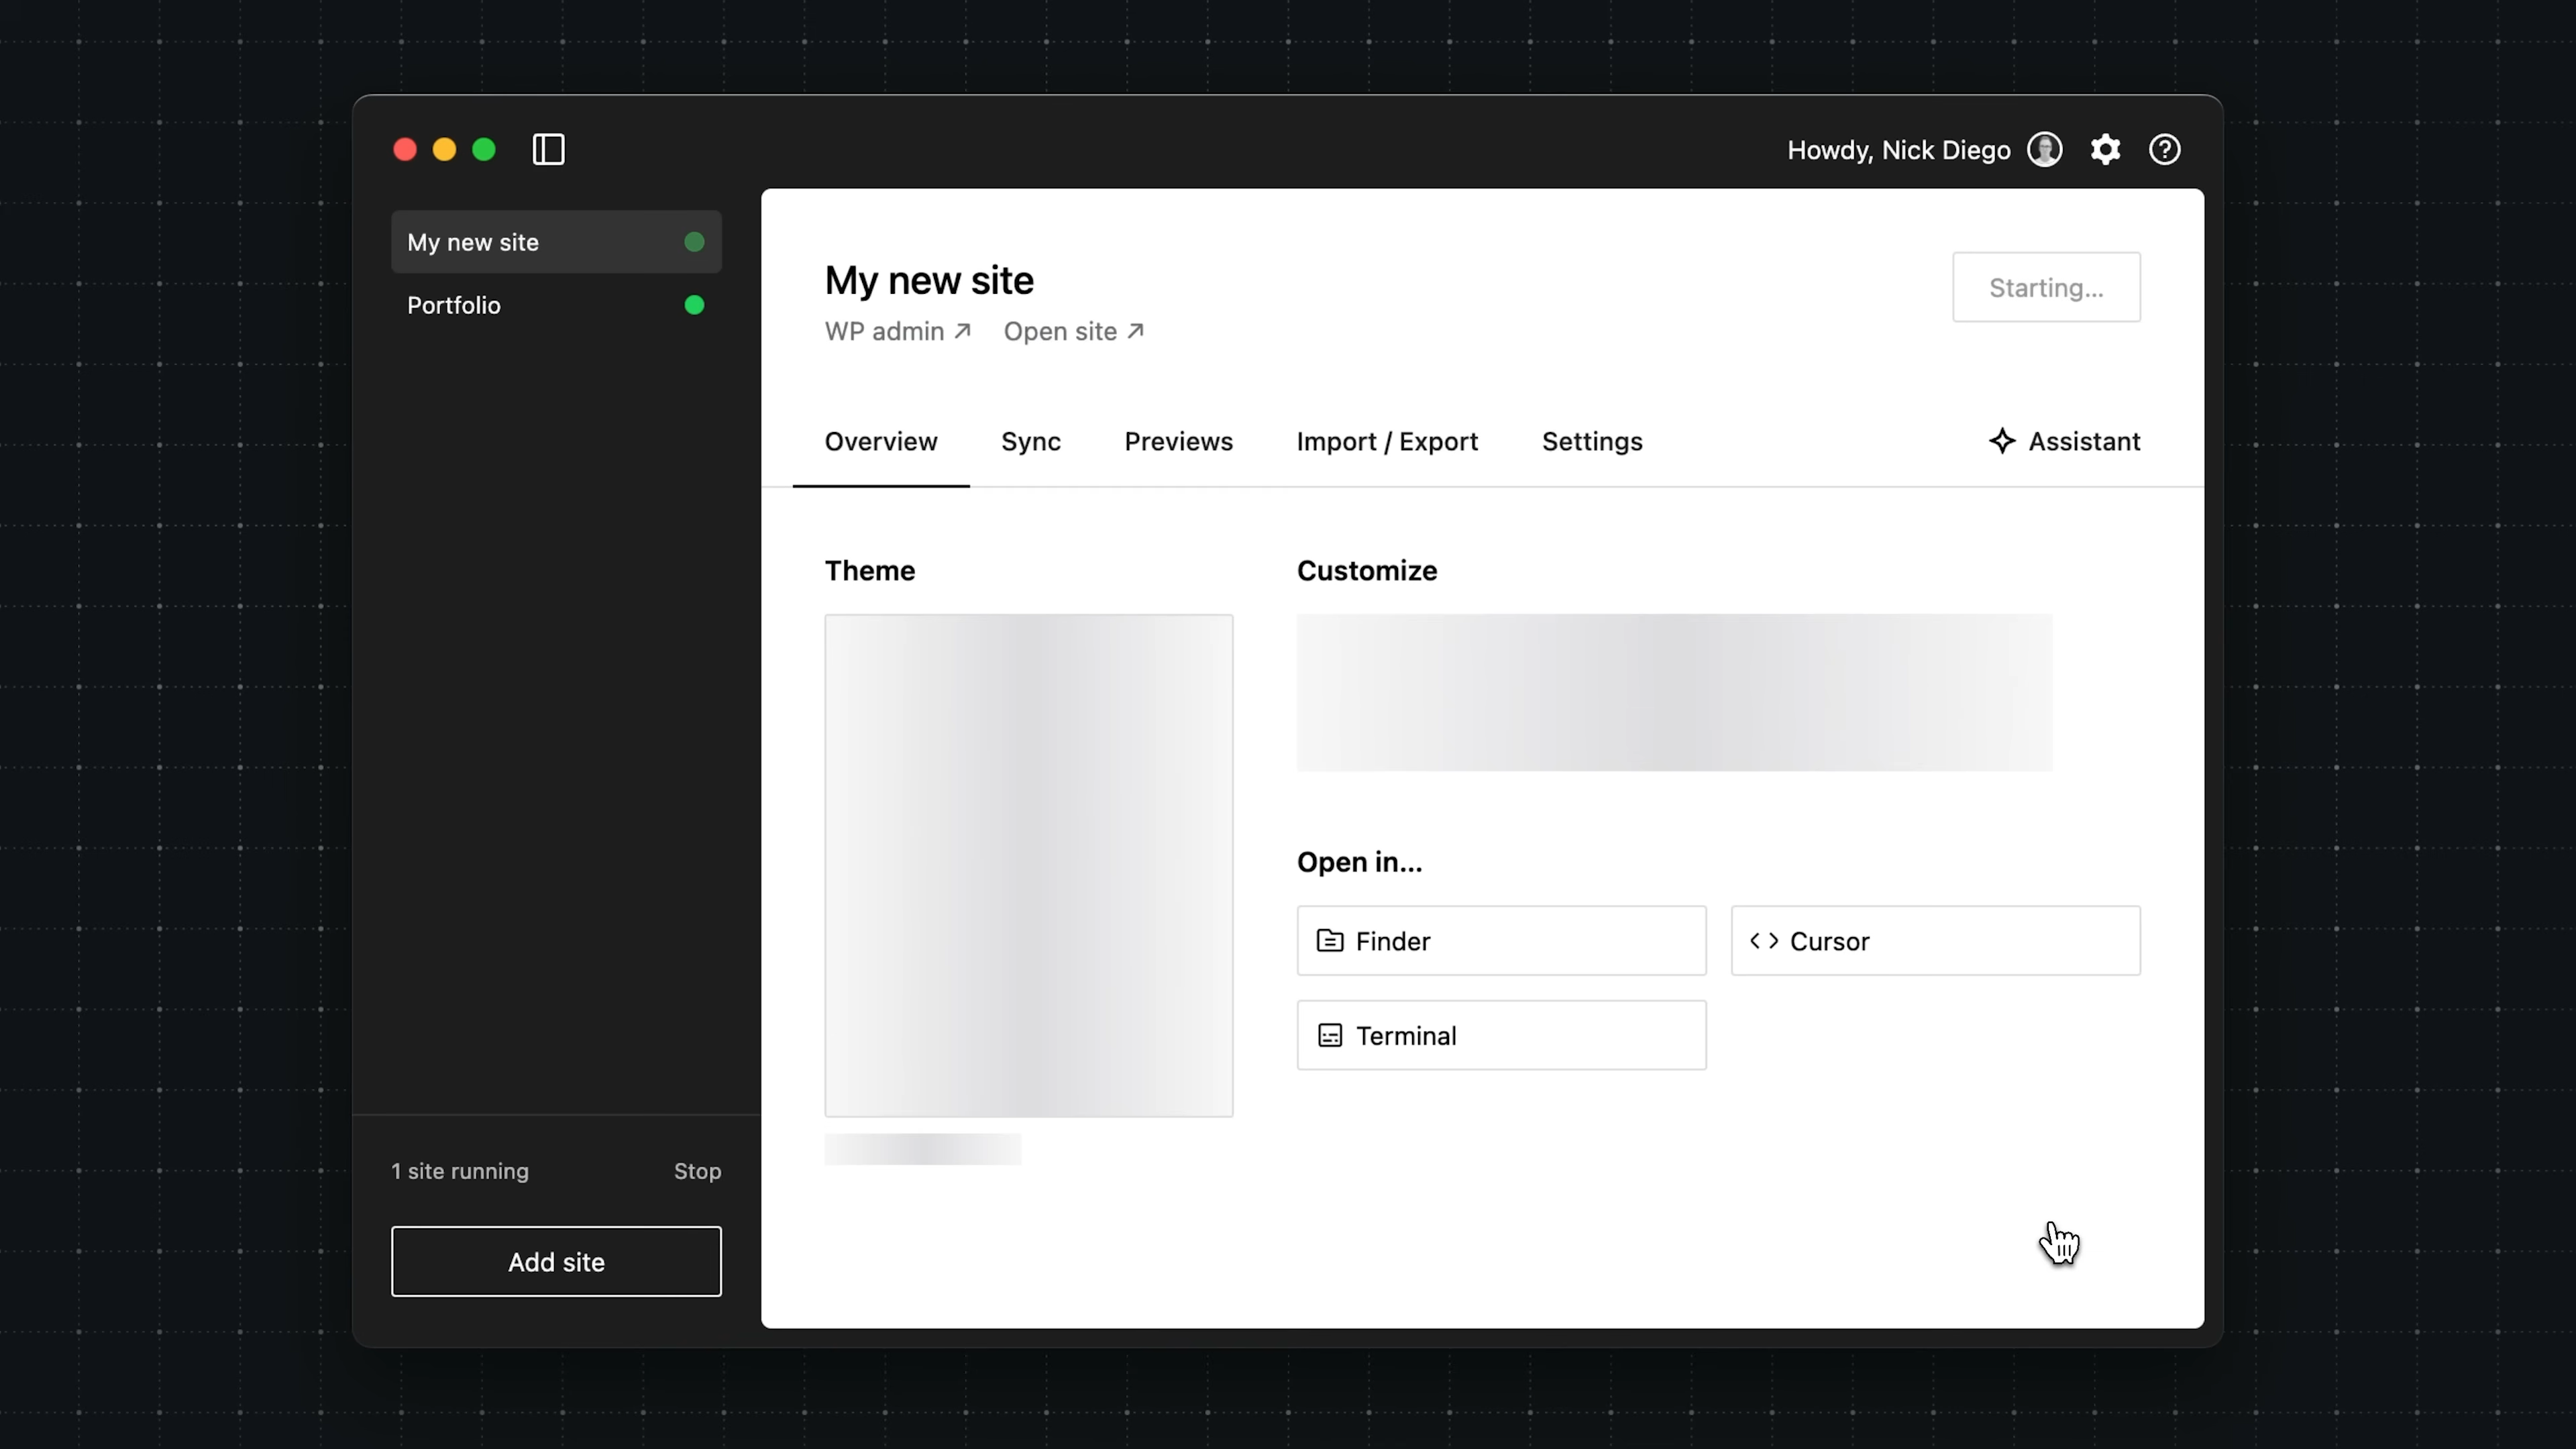 Howdy, Nick Diego
My new site
Portfolio
1 site running
Stop
Add site
My new site
WP admin ↗ Open site ↗
Starting...
Overview
Sync
Previews
Import / Export
Settings
Assistant
Theme
Customize
Open in...
Finder
Cursor
Terminal